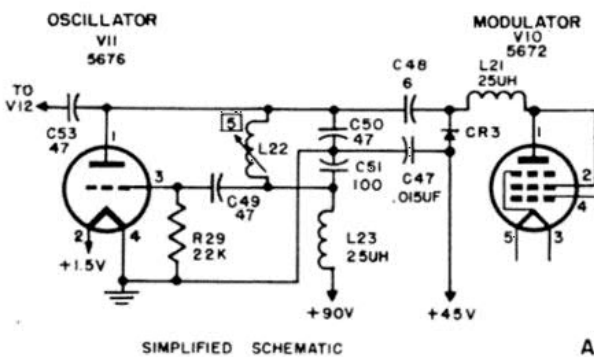 OSCILLATOR
V11
5676
MODULATOR
V10
5672
TO
V12
C53
47
1
5
L22
C50
47
C51
100
C48
6
L21
25UH
CR3
C47
.015UF
1
2
4
5
3
3
2
4
C49
47
R29
22K
+1.5V
L23
25UH
+90V
+45V
SIMPLIFIED SCHEMATIC
A